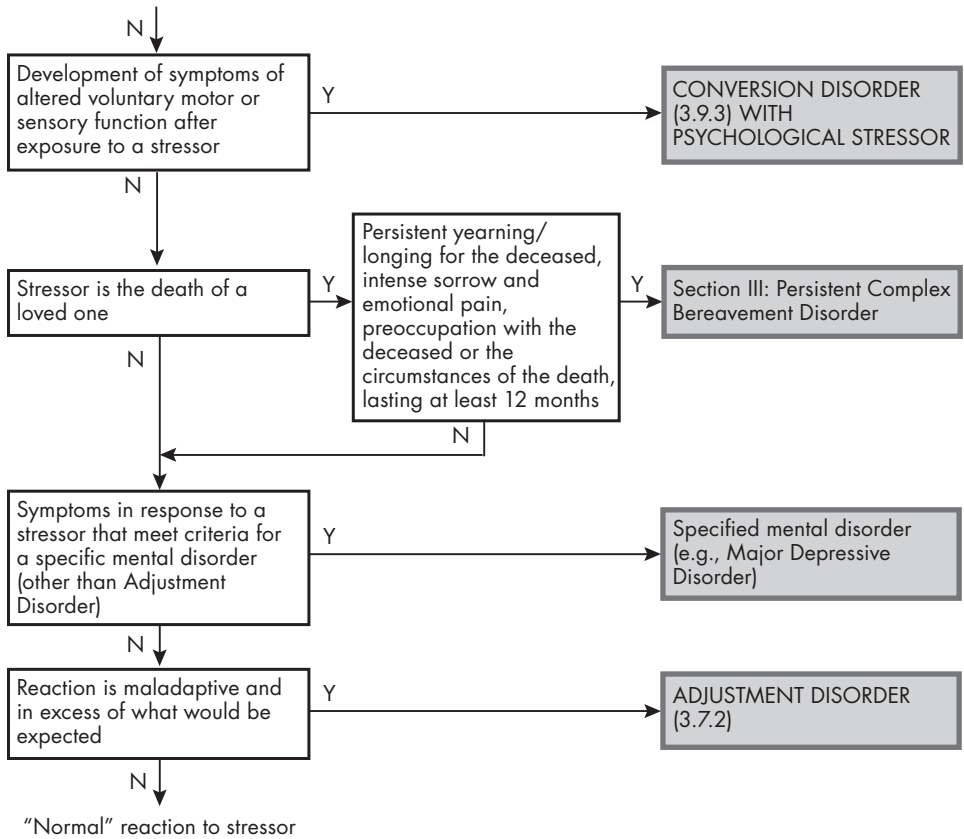 N
Development of symptoms of
altered voluntary motor or
sensory function after
exposure to a stressor
Y
CONVERSION DISORDER
(3.9.3) WITH
PSYCHOLOGICAL STRESSOR
N
Stressor is the death of a
loved one
Y
Persistent yearning/
longing for the deceased,
intense sorrow and
emotional pain,
preoccupation with the
deceased or the
circumstances of the death,
lasting at least 12 months
Y
Section III: Persistent Complex
Bereavement Disorder
N
N
Symptoms in response to a
stressor that meet criteria for
a specific mental disorder
(other than Adjustment
Disorder)
Y
Specified mental disorder
(e.g., Major Depressive
Disorder)
N
Reaction is maladaptive and
in excess of what would be
expected
Y
ADJUSTMENT DISORDER
(3.7.2)
N
“Normal” reaction to stressor